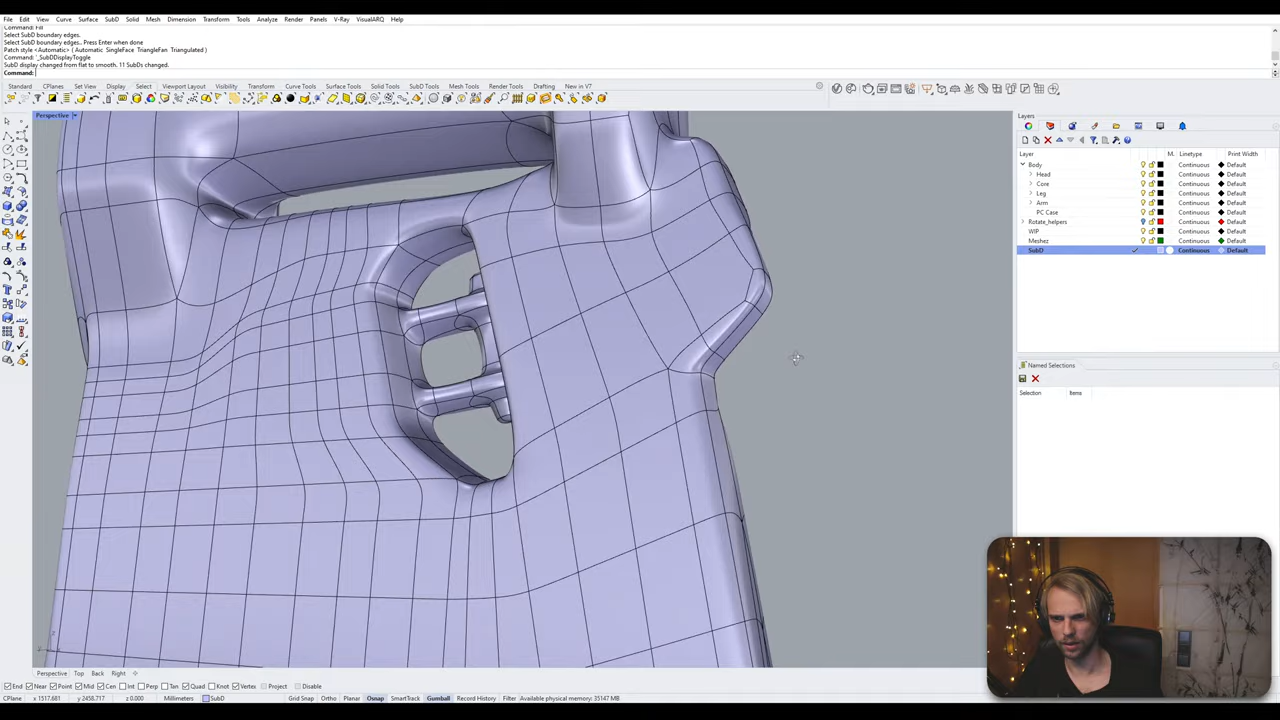 File Edit View Curve Surface SubD Solid Mesh Dimension Transform Tools Analyze Render Panels V-Ray VisualARQ Help
Command: Fill
Select SubD boundary edges.
Select SubD boundary edges.. Press Enter when done
Patch style <Automatic> ( Automatic SingleFace TriangleFan Triangulated )
Command: '_SubDDisplayToggle
SubD display changed from flat to smooth. 11 SubDs changed.
Command:
Standard CPlanes Set View Display Select Viewport Layout Visibility Transform Curve Tools Surface Tools Solid Tools SubD Tools Mesh Tools Render Tools Drafting New in V7
Perspective
Layers
Layer M. Linetype Print Width
Body Continuous Default
Head Continuous Default
Core Continuous Default
Leg Continuous Default
Arm Continuous Default
PC Case Continuous Default
Rotate_helpers Continuous Default
WIP Continuous Default
Meshez Continuous Default
SubD Continuous Default
Named Selections
Selection Items
Perspective Top Back Right
End Near Point Mid Cen Int Perp Tan Quad Knot Vertex Project Disable
CPlane x 1517.681 y 2458.717 z 0.000 Millimeters SubD Grid Snap Ortho Planar Osnap SmartTrack Gumball Record History Filter Available physical memory: 35147 MB